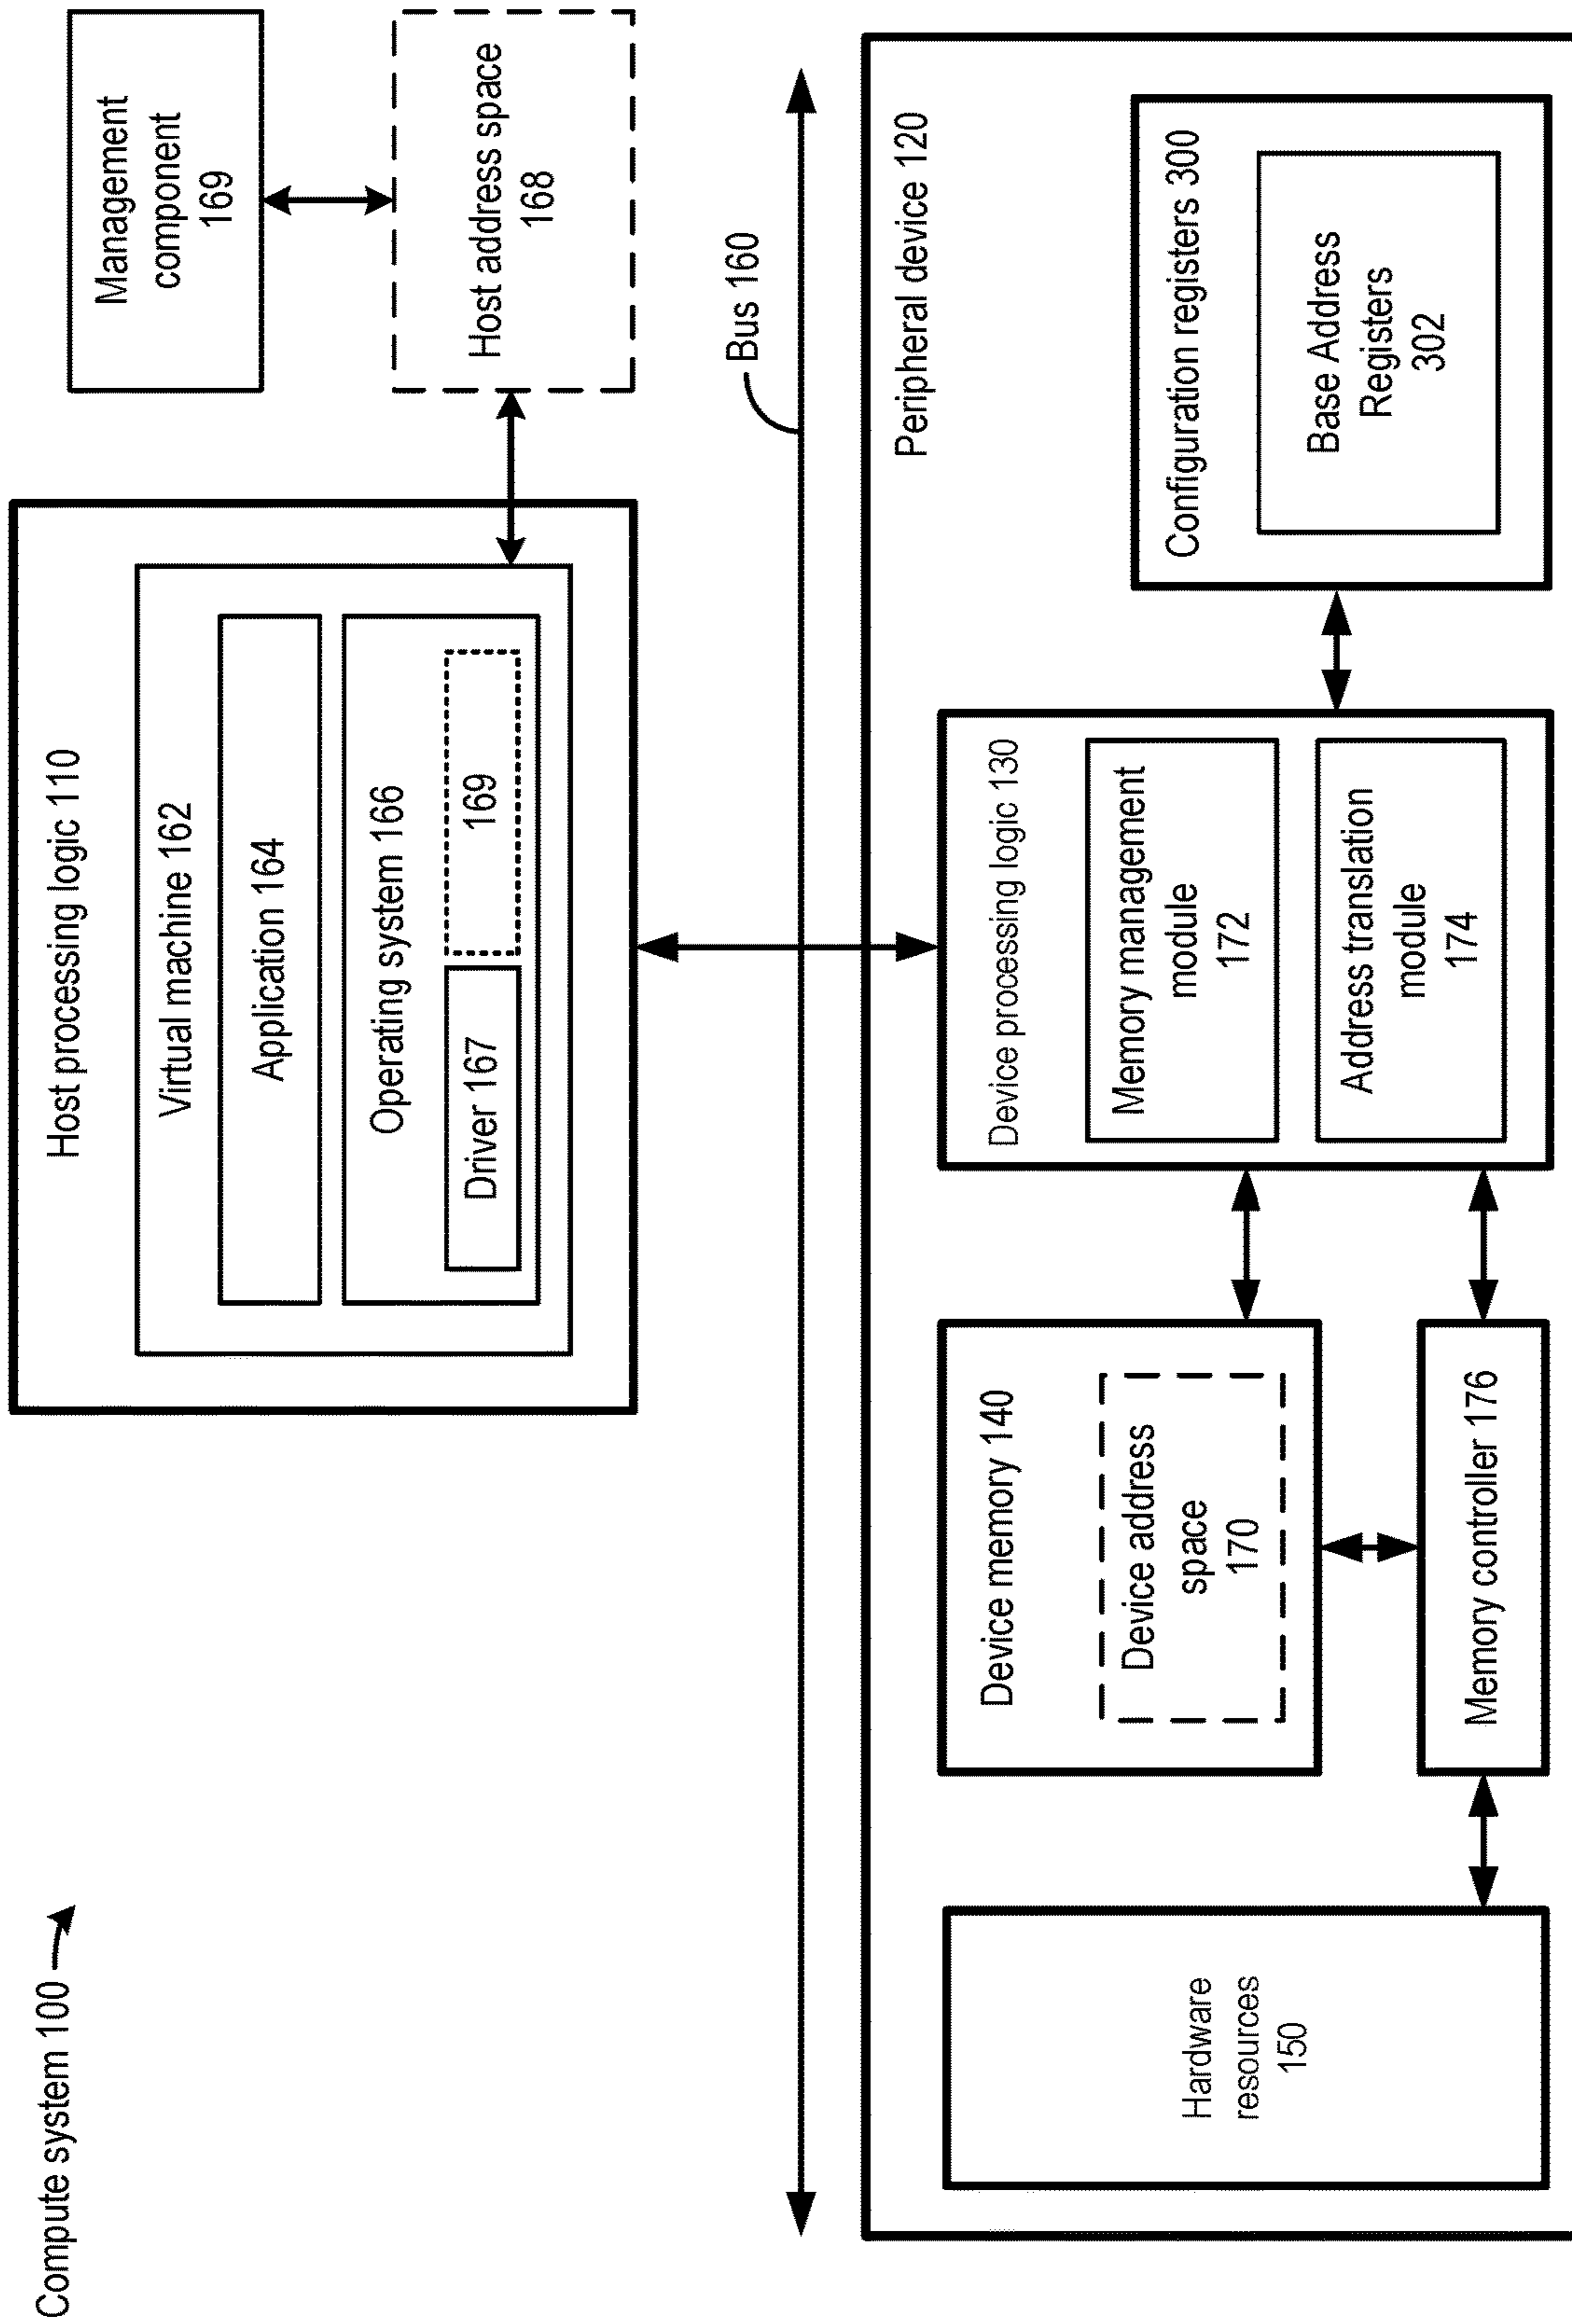 Compute system 100
Host processing logic 110
Virtual machine 162
Application 164
Operating system 166
Driver 167
169
Management
component
169
Host address space
168
Bus 160
Peripheral device 120
Hardware
resources
150
Device memory 140
Device address
space
170
Memory controller 176
Device processing logic 130
Memory management
module
172
Address translation
module
174
Configuration registers 300
Base Address
Registers
302